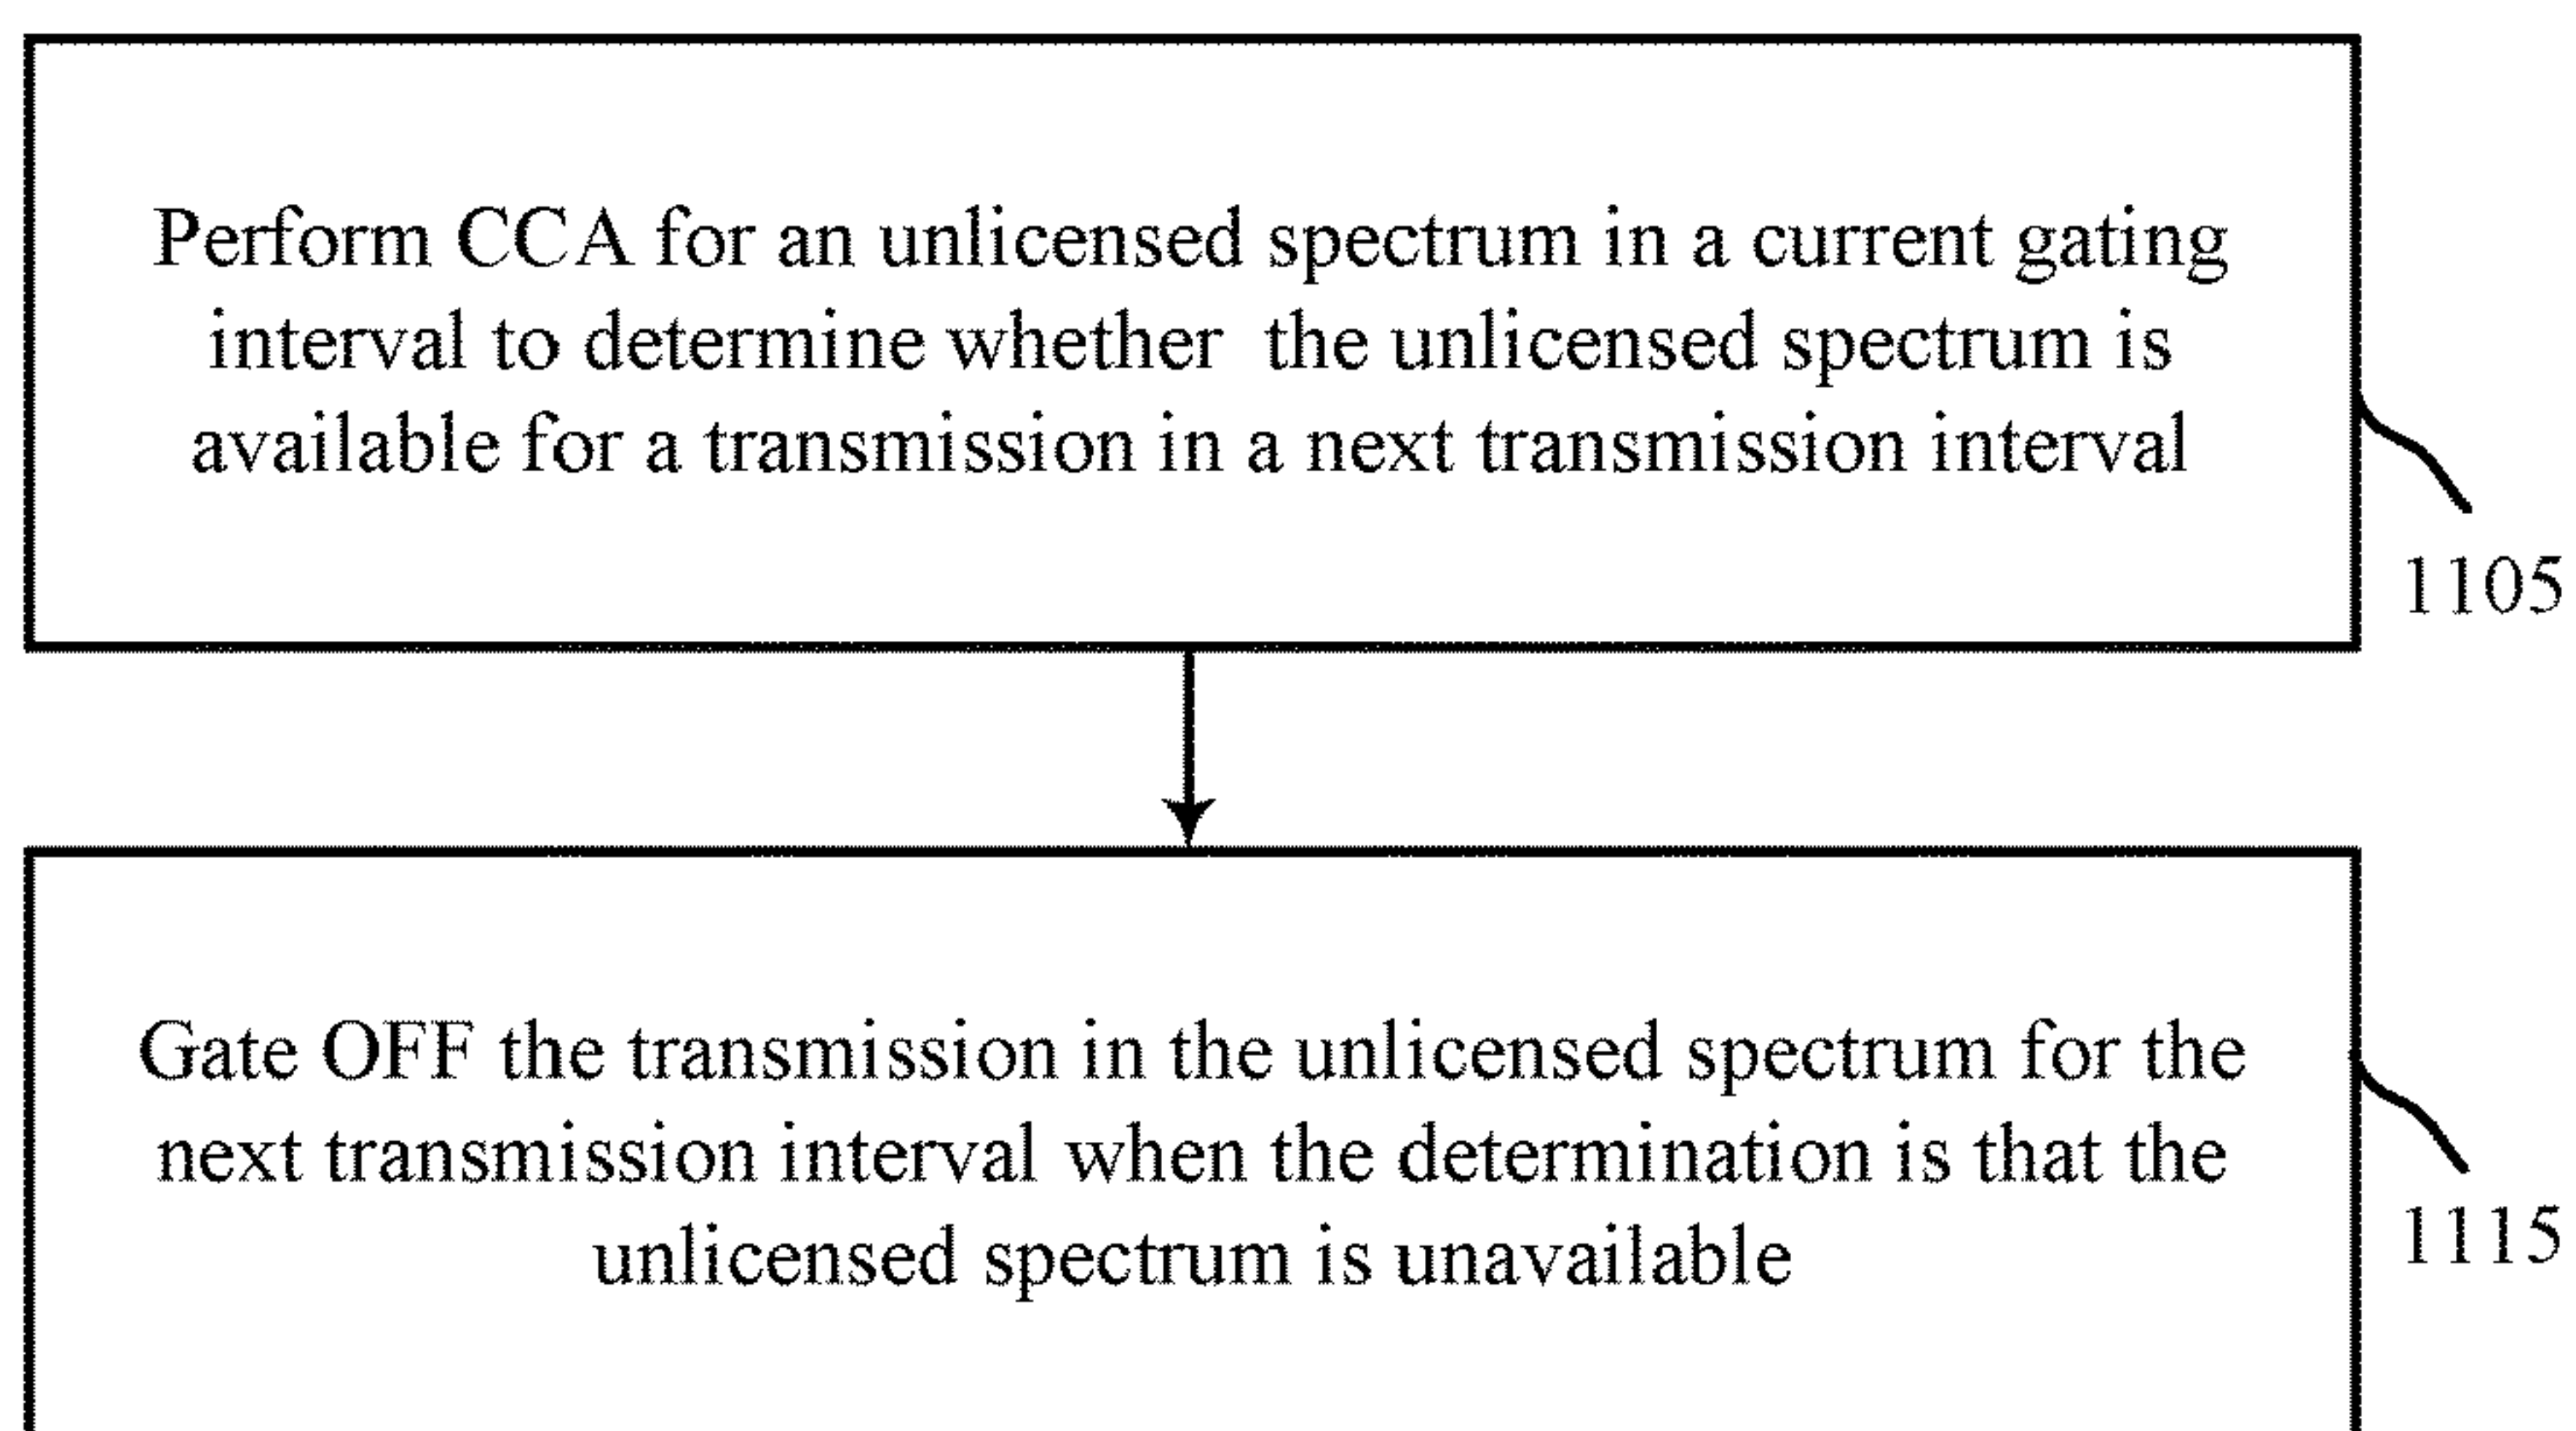 Perform CCA for an unlicensed spectrum in a current gating
interval to determine whether the unlicensed spectrum is
available for a transmission in a next transmission interval
1105
Gate OFF the transmission in the unlicensed spectrum for the
next transmission interval when the determination is that the
unlicensed spectrum is unavailable
1115